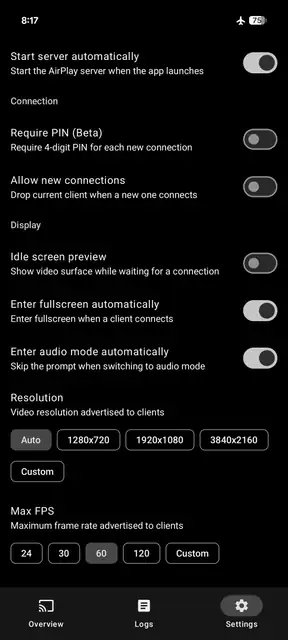 8:17
75
Start server automatically
Start the AirPlay server when the app launches
Connection
Require PIN (Beta)
Require 4-digit PIN for each new connection
Allow new connections
Drop current client when a new one connects
Display
Idle screen preview
Show video surface while waiting for a connection
Enter fullscreen automatically
Enter fullscreen when a client connects
Enter audio mode automatically
Skip the prompt when switching to audio mode
Resolution
Video resolution advertised to clients
Auto 1280x720 1920x1080 3840x2160
Custom
Max FPS
Maximum frame rate advertised to clients
24 30 60 120 Custom
Overview Logs Settings